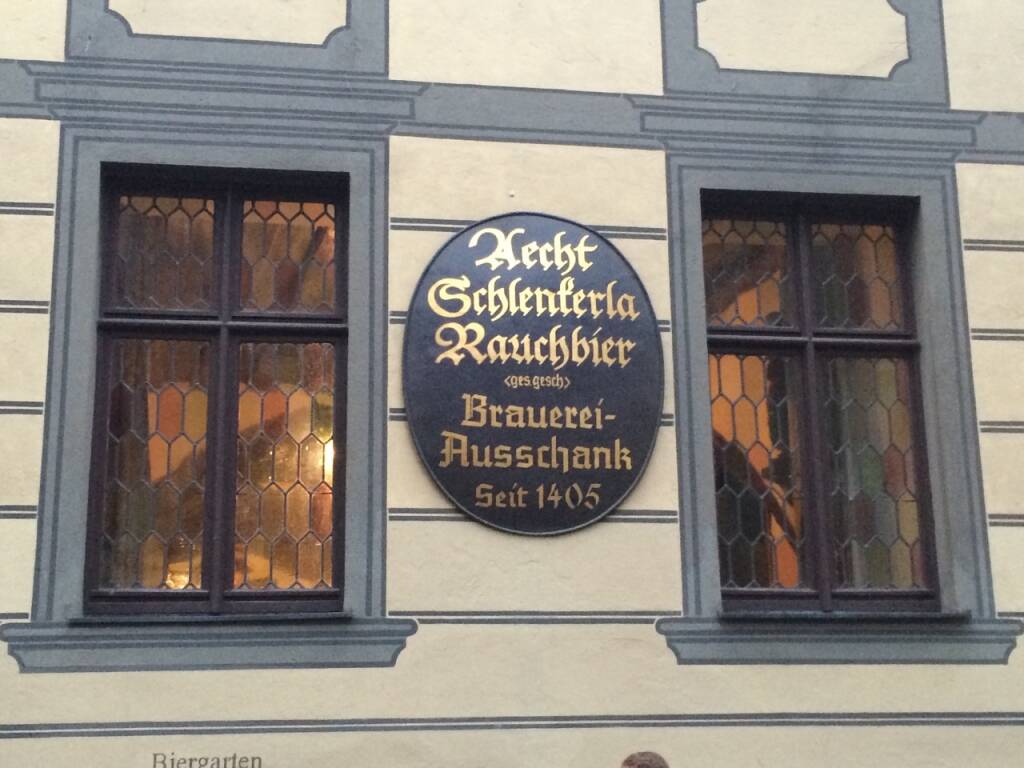 Aecht
Schlenkerla
Rauchbier
<ges.gesch>
Brauerei-
Ausschank
Seit 1405
Biergarten